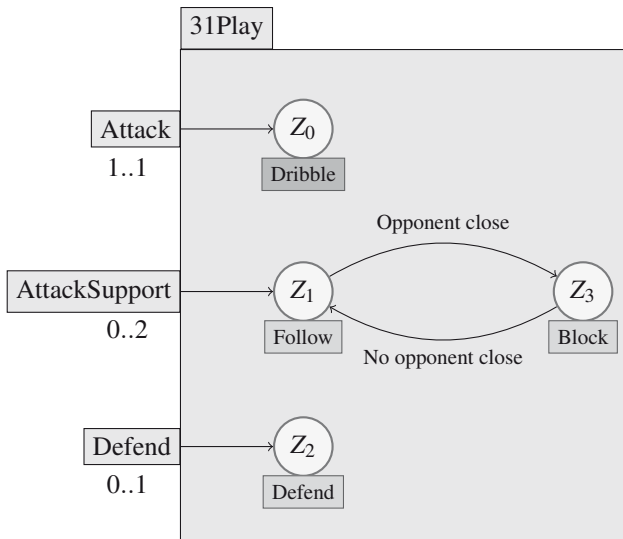 31Play
Attack
1..1
Z0
Dribble
Opponent close
AttackSupport
0..2
Z1
Follow
Z3
Block
No opponent close
Defend
0..1
Z2
Defend